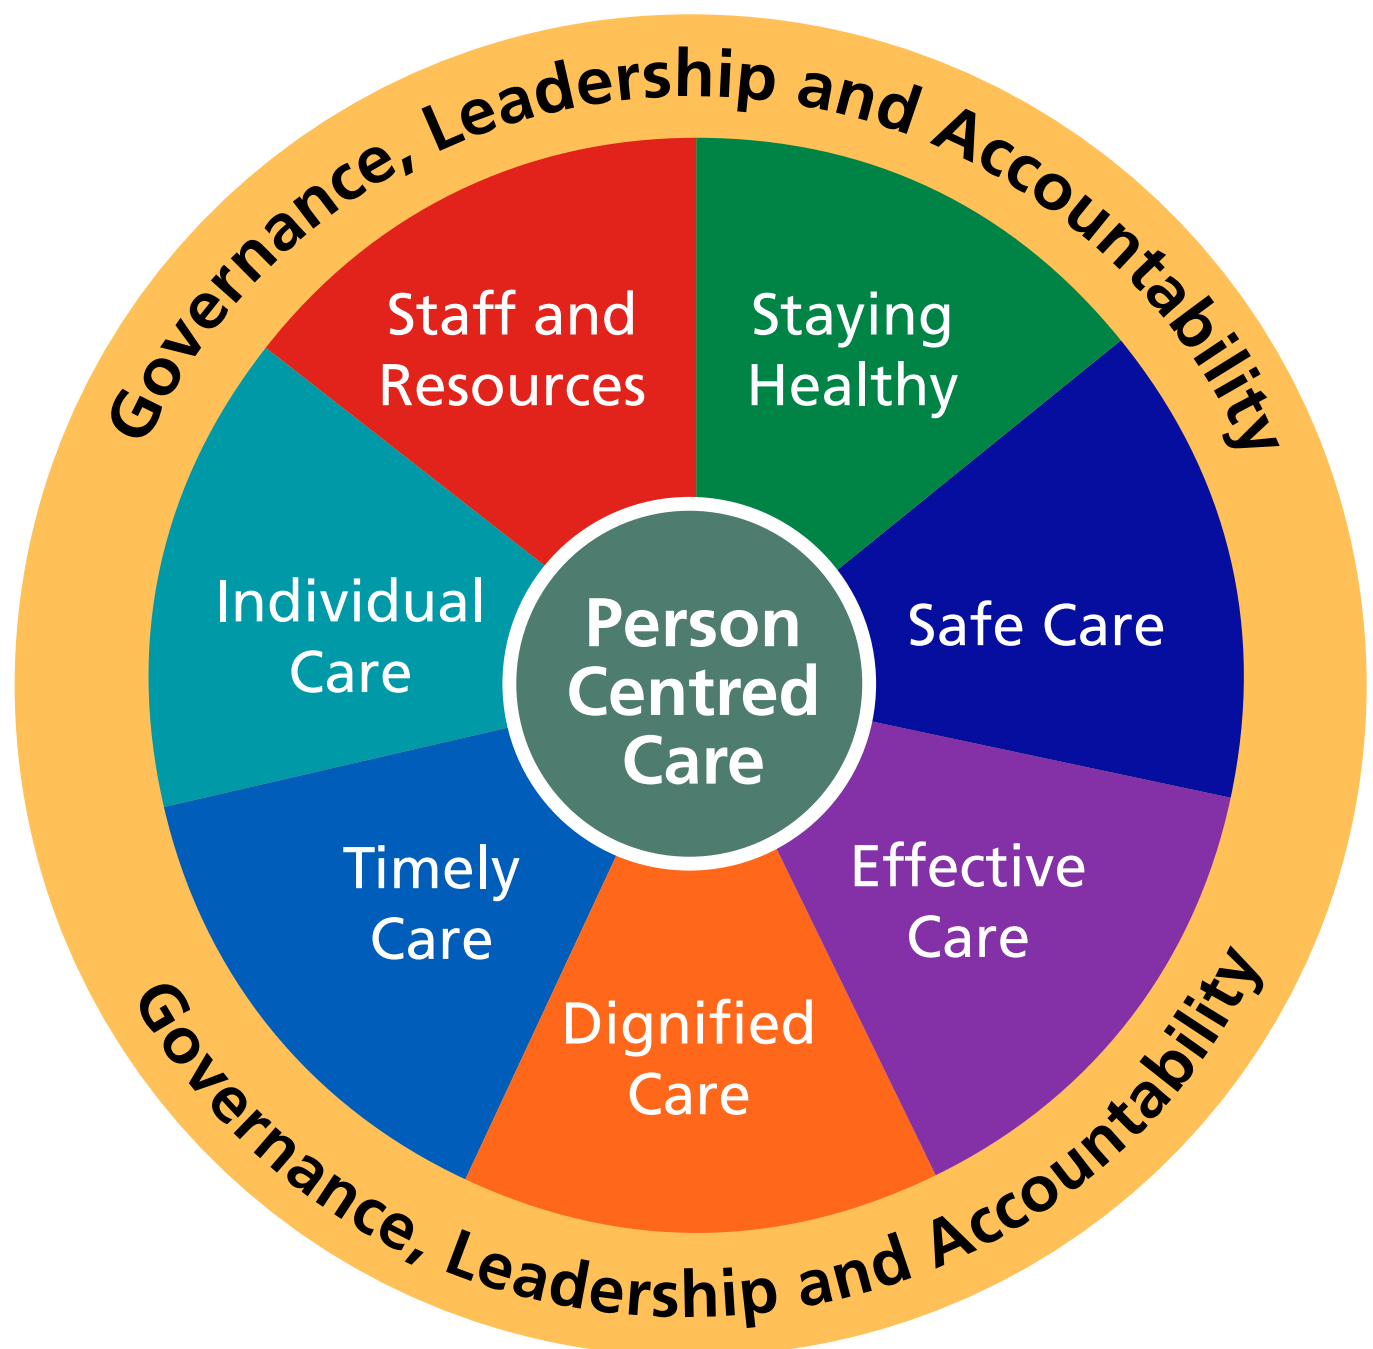 Governance, Leadership and Accountability
Staff and
Resources
Staying
Healthy
Individual
Care
Person
Centred
Care
Safe Care
Timely
Care
Effective
Care
Dignified
Care
Governance, Leadership and Accountability